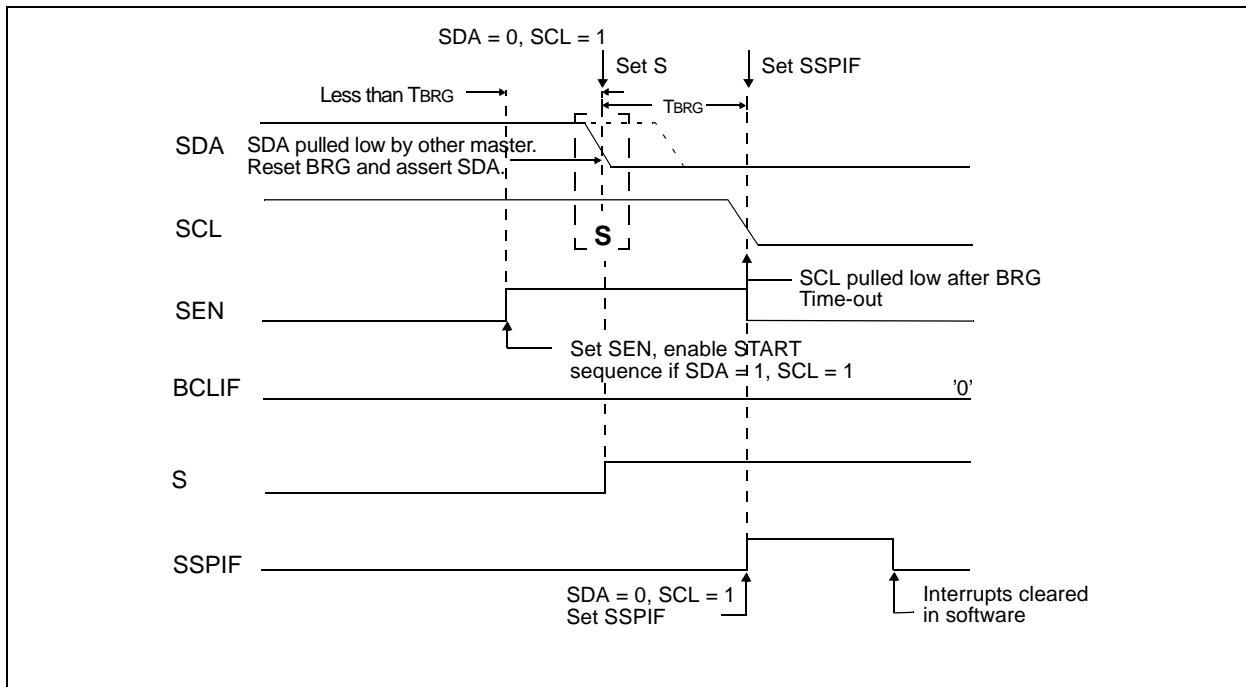 SDA = 0, SCL = 1
Set S
Set SSPIF
Less than TBRG
TBRG
SDA
SDA pulled low by other master.
Reset BRG and assert SDA.
SCL
S
SCL pulled low after BRG
Time-out
SEN
Set SEN, enable START
sequence if SDA = 1, SCL = 1
BCLIF
'0'
S
SSPIF
SDA = 0, SCL = 1
Set SSPIF
Interrupts cleared
in software